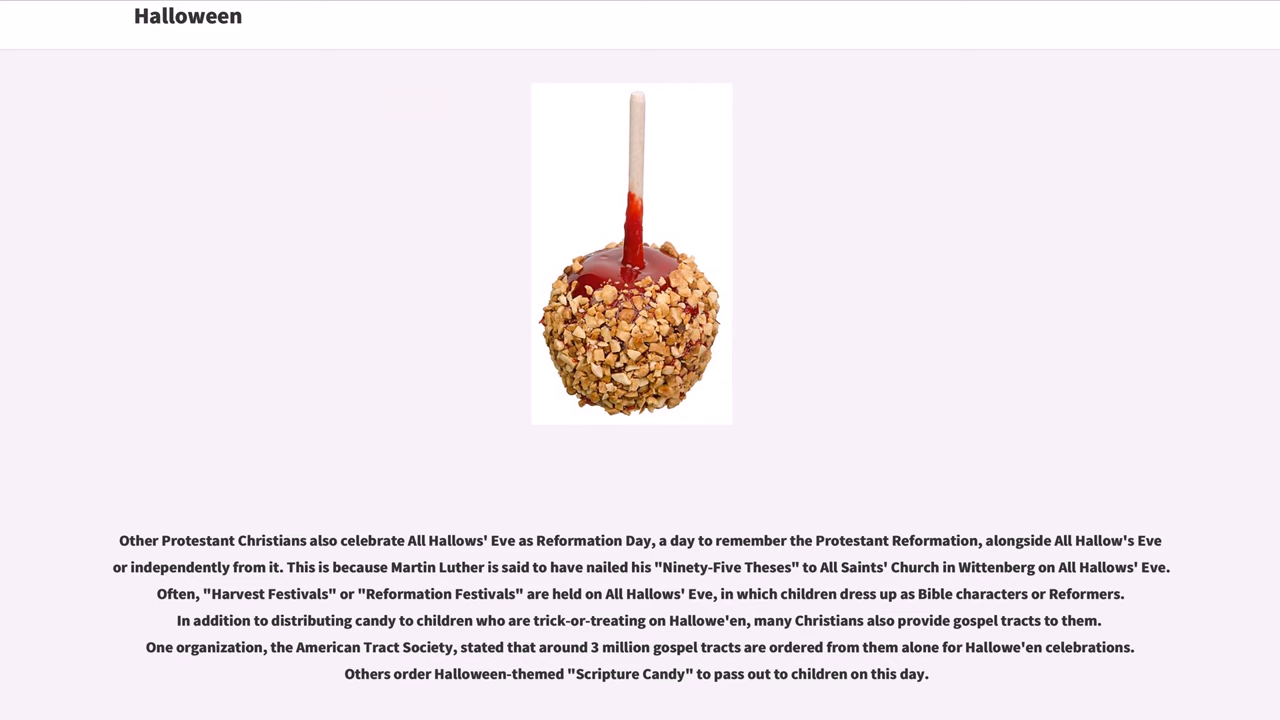 Halloween
Other Protestant Christians also celebrate All Hallows' Eve as Reformation Day, a day to remember the Protestant Reformation, alongside All Hallow's Eve
or independently from it. This is because Martin Luther is said to have nailed his "Ninety-Five Theses" to All Saints' Church in Wittenberg on All Hallows' Eve.
Often, "Harvest Festivals" or "Reformation Festivals" are held on All Hallows' Eve, in which children dress up as Bible characters or Reformers.
In addition to distributing candy to children who are trick-or-treating on Hallowe'en, many Christians also provide gospel tracts to them.
One organization, the American Tract Society, stated that around 3 million gospel tracts are ordered from them alone for Hallowe'en celebrations.
Others order Halloween-themed "Scripture Candy" to pass out to children on this day.